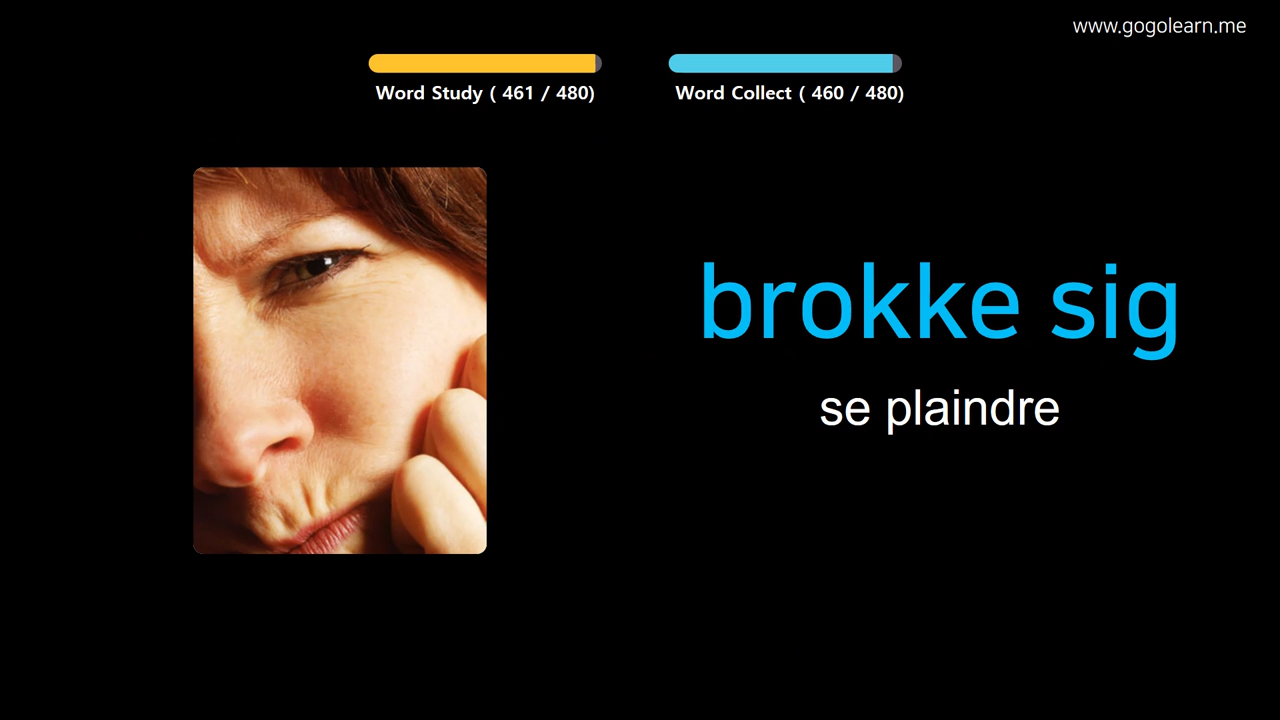 www.gogolearn.me
Word Study ( 461 / 480)
Word Collect ( 460 / 480)
brokke sig
se plaindre